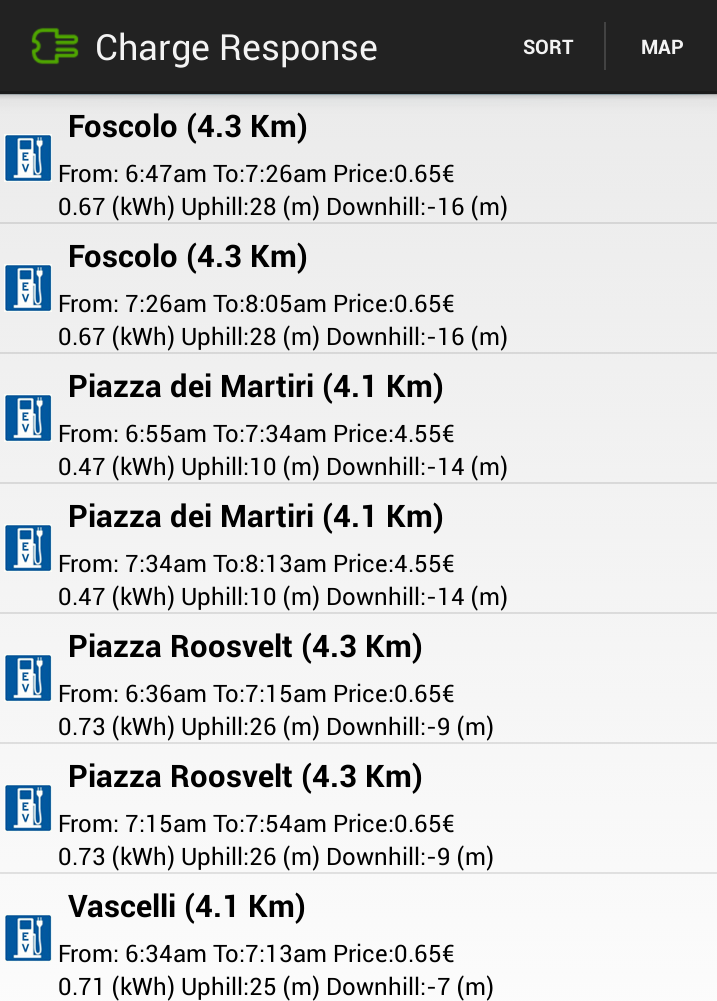 Charge Response
SORT
MAP
Foscolo (4.3 Km)
EV
From: 6:47am To:7:26am Price:0.65€
0.67 (kWh) Uphill:28 (m) Downhill:-16 (m)
Foscolo (4.3 Km)
EV
From: 7:26am To:8:05am Price:0.65€
0.67 (kWh) Uphill:28 (m) Downhill:-16 (m)
Piazza dei Martiri (4.1 Km)
EV
From: 6:55am To:7:34am Price:4.55€
0.47 (kWh) Uphill:10 (m) Downhill:-14 (m)
Piazza dei Martiri (4.1 Km)
EV
From: 7:34am To:8:13am Price:4.55€
0.47 (kWh) Uphill:10 (m) Downhill:-14 (m)
Piazza Roosvelt (4.3 Km)
EV
From: 6:36am To:7:15am Price:0.65€
0.73 (kWh) Uphill:26 (m) Downhill:-9 (m)
Piazza Roosvelt (4.3 Km)
EV
From: 7:15am To:7:54am Price:0.65€
0.73 (kWh) Uphill:26 (m) Downhill:-9 (m)
Vascelli (4.1 Km)
EV
From: 6:34am To:7:13am Price:0.65€
0.71 (kWh) Uphill:25 (m) Downhill:-7 (m)